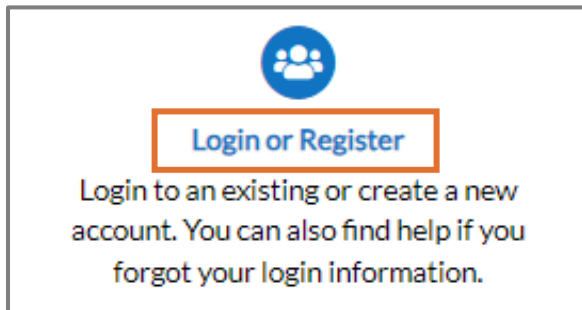 Login or Register
Login to an existing or create a new
account. You can also find help if you
forgot your login information.